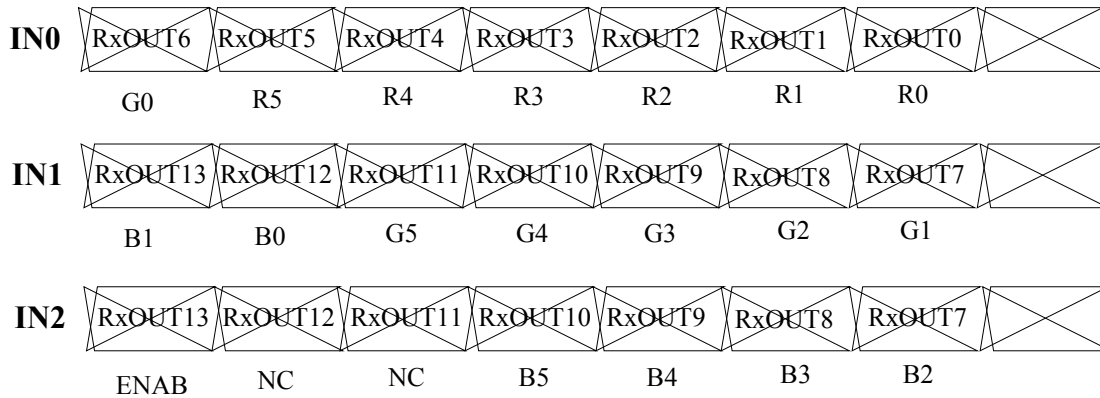 IN0 RxOUT6 RxOUT5 RxOUT4 RxOUT3 RxOUT2 RxOUT1 RxOUT0
G0 R5 R4 R3 R2 R1 R0
IN1 RxOUT13 RxOUT12 RxOUT11 RxOUT10 RxOUT9 RxOUT8 RxOUT7
B1 B0 G5 G4 G3 G2 G1
IN2 RxOUT13 RxOUT12 RxOUT11 RxOUT10 RxOUT9 RxOUT8 RxOUT7
ENAB NC NC B5 B4 B3 B2